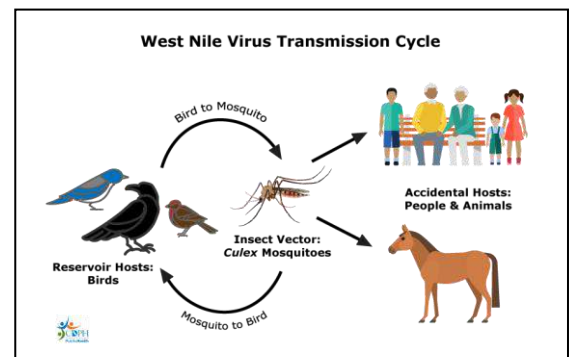 West Nile Virus Transmission Cycle
Bird to Mosquito
Accidental Hosts:
People & Animals
Insect Vector:
Culex Mosquitoes
Reservoir Hosts:
Birds
Mosquito to Bird
CDPH